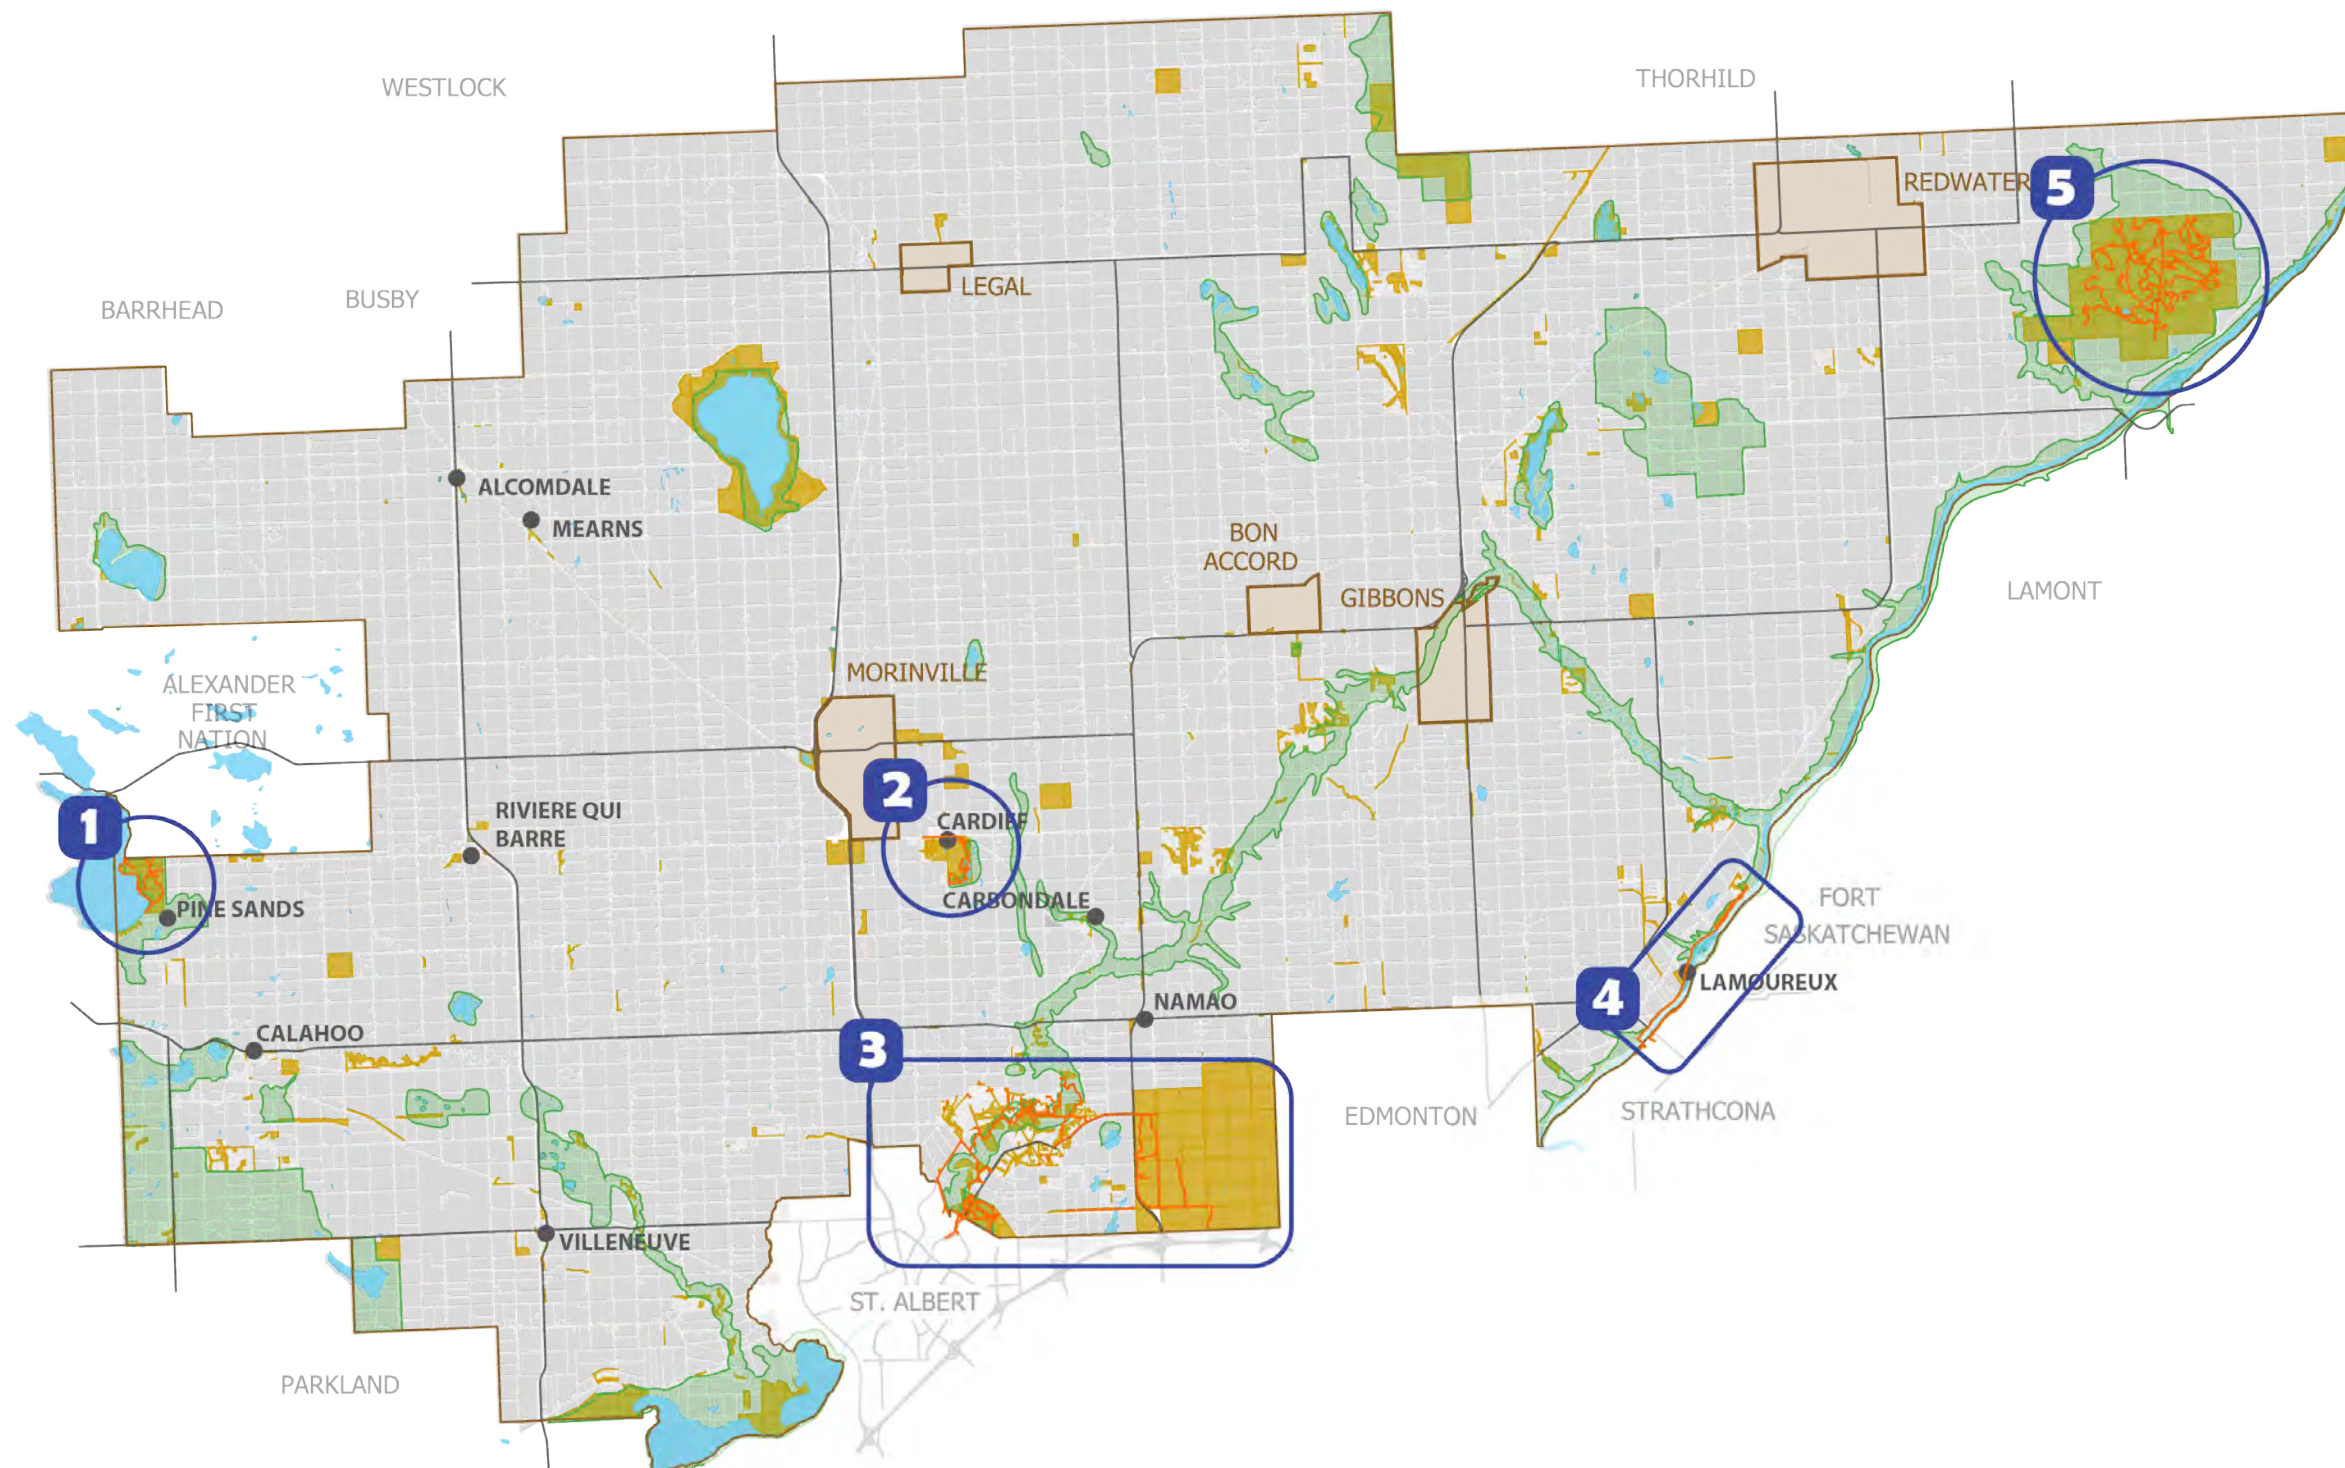 WESTLOCK
THORHILD
REDWATER
5
LEGAL
BARRHEAD
BUSBY
ALCOMDALE
MEARNS
BON
ACCORD
GIBBONS
LAMONT
ALEXANDER
FIRST
NATION
MORINVILLE
1
2
RIVIERE QUI
BARRE
CARDIFF
CARBONDALE
PINE SANDS
FORT
SASKATCHEWAN
4
LAMOUREUX
NAMAO
CALAHOO
3
EDMONTON
STRATHCONA
VILLENEUVE
ST. ALBERT
PARKLAND